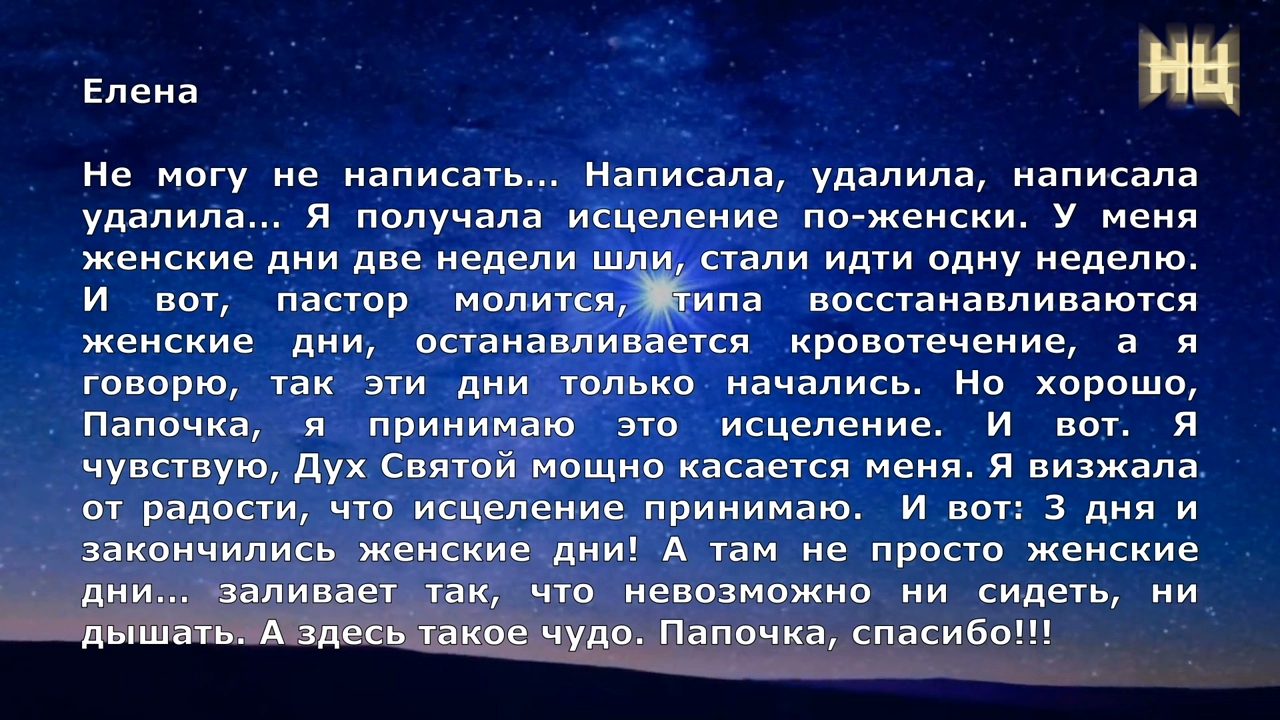 НЦ
Елена
Не могу не написать... Написала, удалила, написала
удалила... Я получала исцеление по-женски. У меня
женские дни две недели шли, стали идти одну неделю.
И вот, пастор молится, типа восстанавливаются
женские дни, останавливается кровотечение, а я
говорю, так эти дни только начались. Но хорошо,
Папочка, я принимаю это исцеление. И вот. Я
чувствую, Дух Святой мощно касается меня. Я визжала
от радости, что исцеление принимаю. И вот: 3 дня и
закончились женские дни! А там не просто женские
дни... заливает так, что невозможно ни сидеть, ни
дышать. А здесь такое чудо. Папочка, спасибо!!!